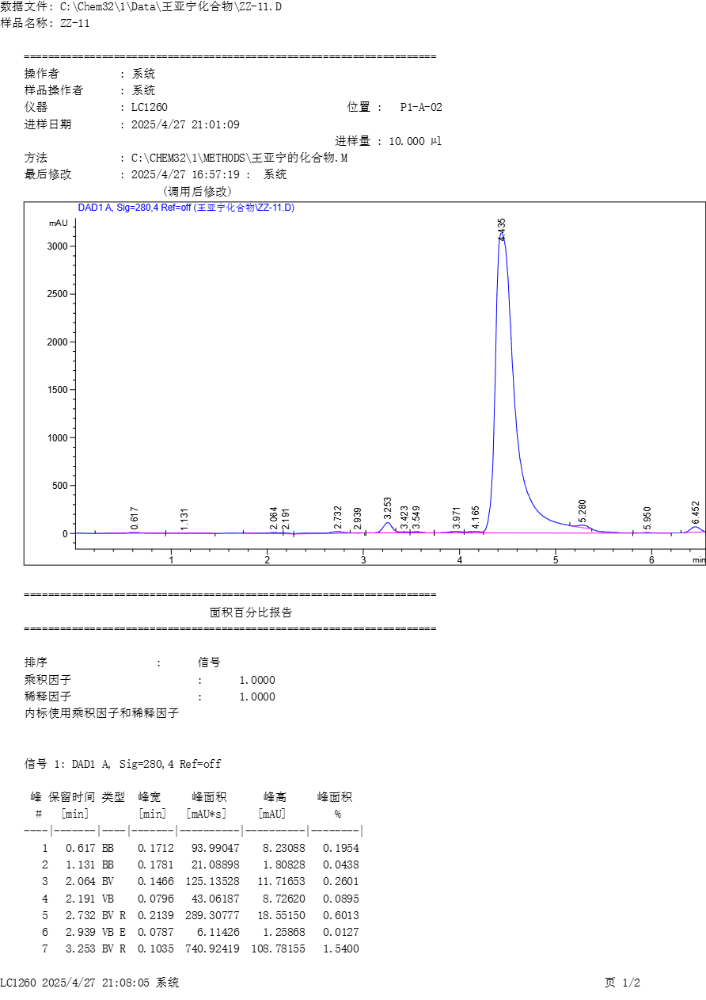 数据文件: C:\Chem32\1\Data\王亚宁化合物\ZZ-11.D
样品名称: ZZ-11
=====================================================================
操作者 : 系统
样品操作者 : 系统
仪器 : LC1260 位置 : P1-A-02
进样日期 : 2025/4/27 21:01:09
进样量 : 10.000 µl
方法 : C:\CHEM32\1\METHODS\王亚宁的化合物.M
最后修改 : 2025/4/27 16:57:19 : 系统
(调用后修改)
DAD1 A, Sig=280,4 Ref=off (王亚宁化合物\ZZ-11.D)
mAU
3000
2500
2000
1500
1000
500
0
0.617 1.131 2.064 2.191 2.732 2.939 3.253 3.423 3.549 3.971 4.165 4.435 5.280 5.950 6.452
1 2 3 4 5 6 min
=====================================================================
面积百分比报告
=====================================================================
排序 : 信号
乘积因子 : 1.0000
稀释因子 : 1.0000
内标使用乘积因子和稀释因子
信号 1: DAD1 A, Sig=280,4 Ref=off
峰 保留时间 类型 峰宽 峰面积 峰高 峰面积
# [min] [min] [mAU*s] [mAU] %
----|-------|----|-------|----------|----------|--------|
1 0.617 BB 0.1712 93.99047 8.23088 0.1954
2 1.131 BB 0.1781 21.08898 1.80828 0.0438
3 2.064 BV 0.1466 125.13528 11.71653 0.2601
4 2.191 VB 0.0796 43.06187 8.72620 0.0895
5 2.732 BV R 0.2139 289.30777 18.55150 0.6013
6 2.939 VB E 0.0787 6.11426 1.25868 0.0127
7 3.253 BV R 0.1035 740.92419 108.78155 1.5400
LC1260 2025/4/27 21:08:05 系统 页 1/2